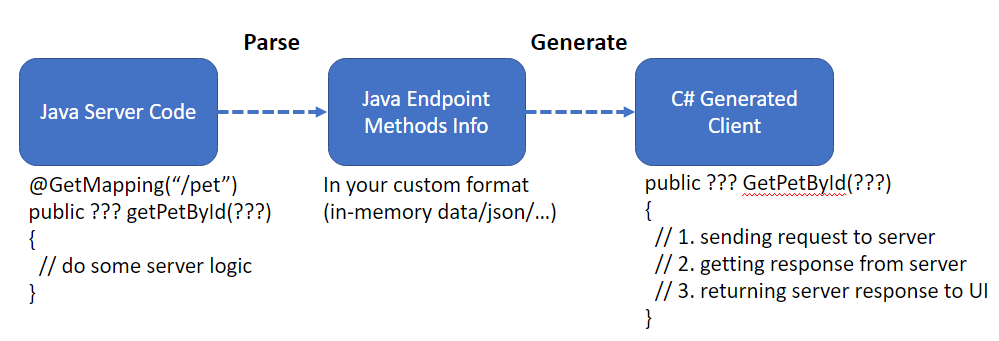 Parse
Generate
Java Server Code
Java Endpoint
Methods Info
C# Generated
Client
@GetMapping(“/pet”)
public ??? getPetById(???)
{
// do some server logic
}
In your custom format
(in-memory data/json/…)
public ??? GetPetById(???)
{
// 1. sending request to server
// 2. getting response from server
// 3. returning server response to UI
}